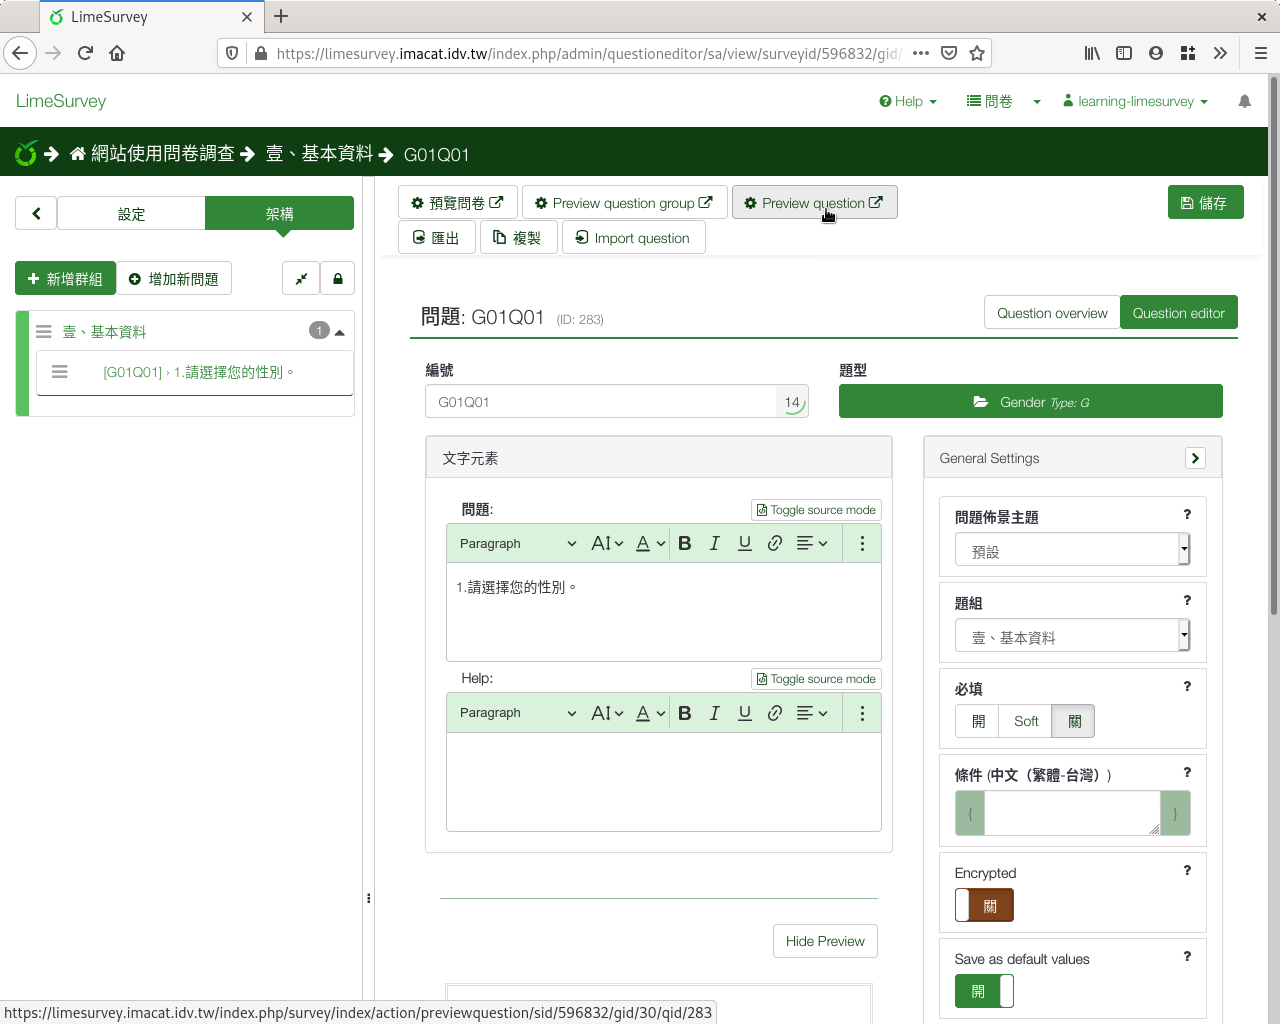 LimeSurvey
https://limesurvey.imacat.idv.tw/index.php/admin/questioneditor/sa/view/surveyid/596832/gid/
LimeSurvey
Help
問卷
learning-limesurvey
網站使用問卷調查
壹、基本資料
G01Q01
設定
架構
預覽問卷
Preview question group
Preview question
儲存
匯出
複製
Import question
新增群組
增加新問題
壹、基本資料
1
[G01Q01] › 1.請選擇您的性別。
問題: G01Q01 (ID: 283)
Question overview
Question editor
編號
題型
G01Q01
14
Gender Type: G
文字元素
General Settings
問題:
Toggle source mode
Paragraph
1.請選擇您的性別。
Help:
Toggle source mode
Paragraph
問題佈景主題
?
預設
題組
?
壹、基本資料
必填
?
開
Soft
關
條件 (中文（繁體-台灣）)
?
{
}
Encrypted
?
關
Hide Preview
Save as default values
?
開
https://limesurvey.imacat.idv.tw/index.php/survey/index/action/previewquestion/sid/596832/gid/30/qid/283